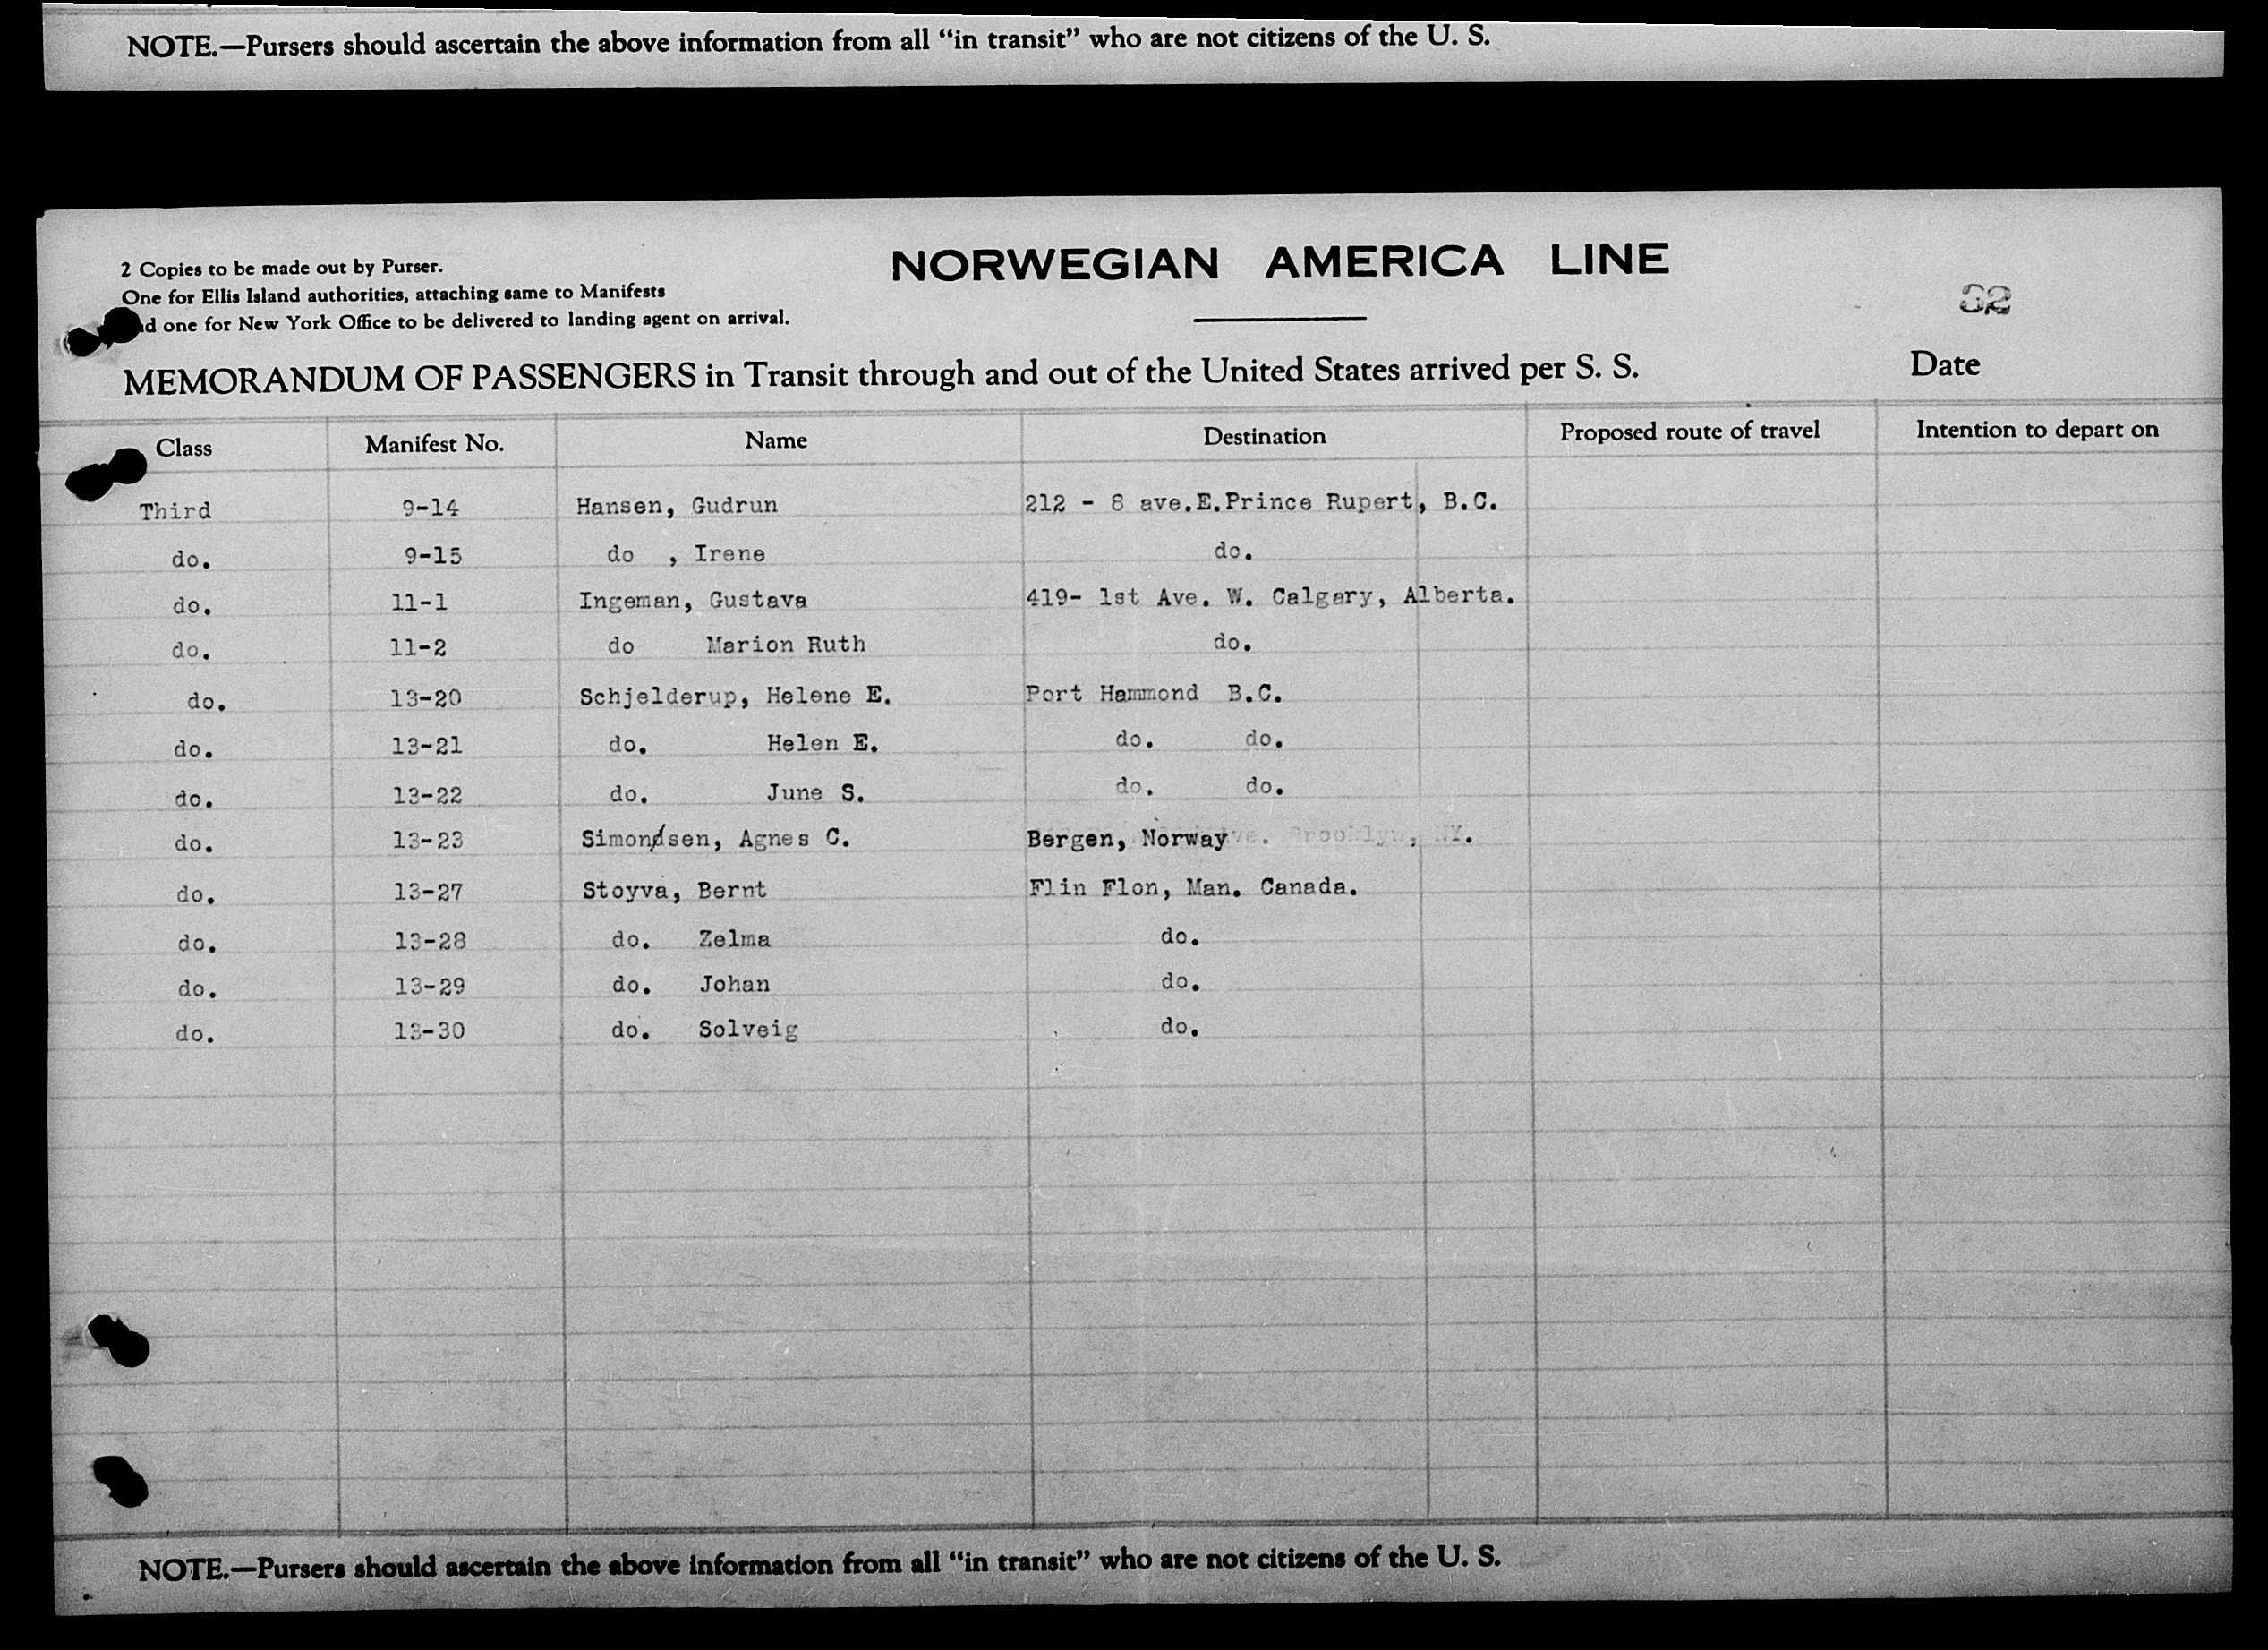 NOTE.—Pursers should ascertain the above information from all “in transit” who are not citizens of the U. S.
2 Copies to be made out by Purser.
One for Ellis Island authorities, attaching same to Manifests
nd one for New York Office to be delivered to landing agent on arrival.
NORWEGIAN AMERICA LINE
32
MEMORANDUM OF PASSENGERS in Transit through and out of the United States arrived per S. S. Date
Class Manifest No. Name Destination Proposed route of travel Intention to depart on
Third 9-14 Hansen, Gudrun 212 - 8 ave.E.Prince Rupert, B.C.
do. 9-15 do , Irene do.
do. 11-1 Ingeman, Gustava 419- 1st Ave. W. Calgary, Alberta.
do. 11-2 do Marion Ruth do.
do. 13-20 Schjelderup, Helene E. Port Hammond B.C.
do. 13-21 do. Helen E. do. do.
do. 13-22 do. June S. do. do.
do. 13-23 Simonsen, Agnes C. Bergen, Norway ve. Brooklyn, NY.
do. 13-27 Stoyva, Bernt Flin Flon, Man. Canada.
do. 13-28 do. Zelma do.
do. 13-29 do. Johan do.
do. 13-30 do. Solveig do.
NOTE.—Pursers should ascertain the above information from all “in transit” who are not citizens of the U. S.